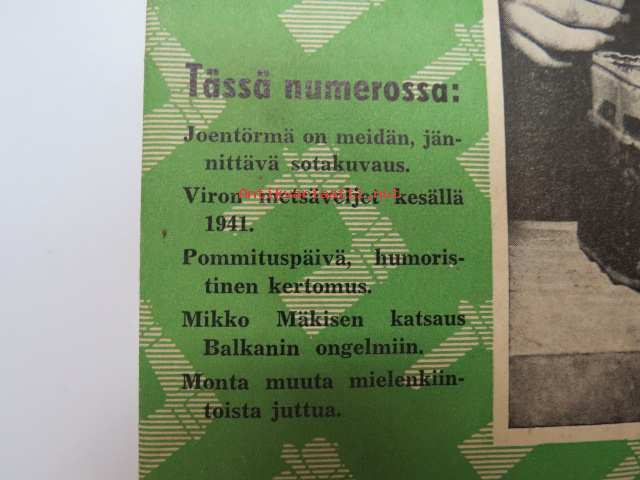 Tässä numerossa:
Joentörmä on meidän, jän-
nittävä sotakuvaus.
Viron metsäveljet kesällä
1941.
Pommituspäivä, humoris-
tinen kertomus.
Mikko Mäkisen katsaus
Balkanin ongelmiin.
Monta muuta mielenkiin-
toista juttua.